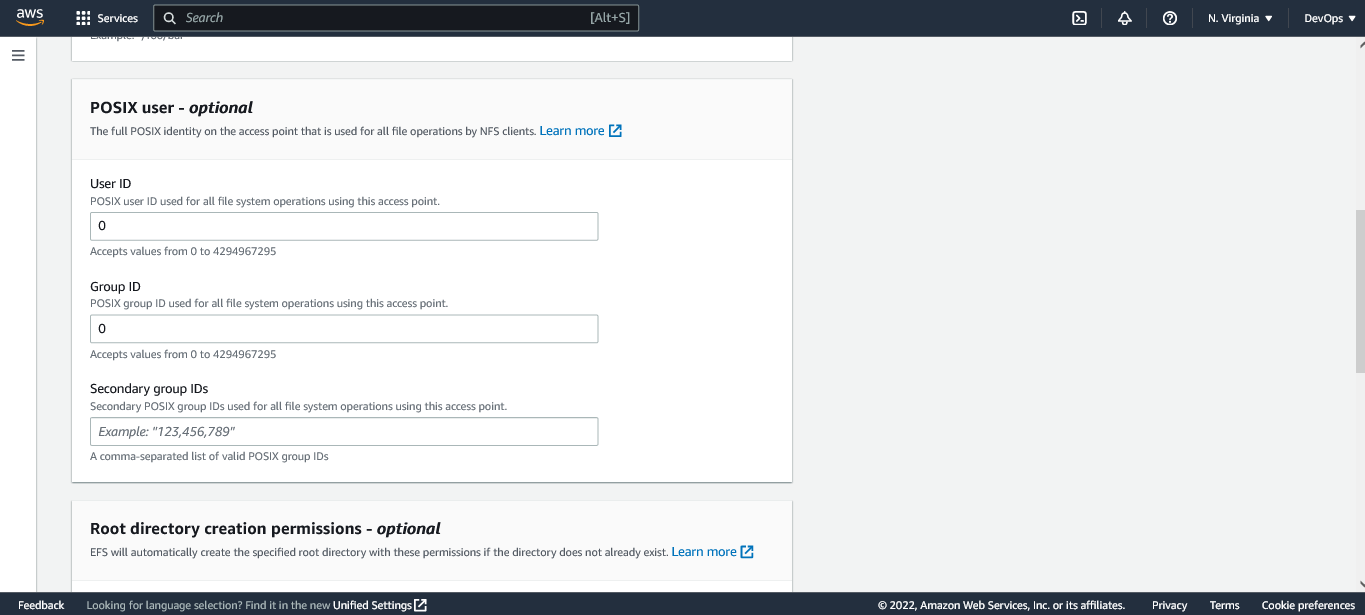 aws
Services
Search
[Alt+S]
N. Virginia
DevOps
Example: "/foo/bar"
POSIX user - optional
The full POSIX identity on the access point that is used for all file operations by NFS clients. Learn more
User ID
POSIX user ID used for all file system operations using this access point.
0
Accepts values from 0 to 4294967295
Group ID
POSIX group ID used for all file system operations using this access point.
0
Accepts values from 0 to 4294967295
Secondary group IDs
Secondary POSIX group IDs used for all file system operations using this access point.
Example: "123,456,789"
A comma-separated list of valid POSIX group IDs
Root directory creation permissions - optional
EFS will automatically create the specified root directory with these permissions if the directory does not already exist. Learn more
Feedback
Looking for language selection? Find it in the new Unified Settings
© 2022, Amazon Web Services, Inc. or its affiliates.
Privacy
Terms
Cookie preferences